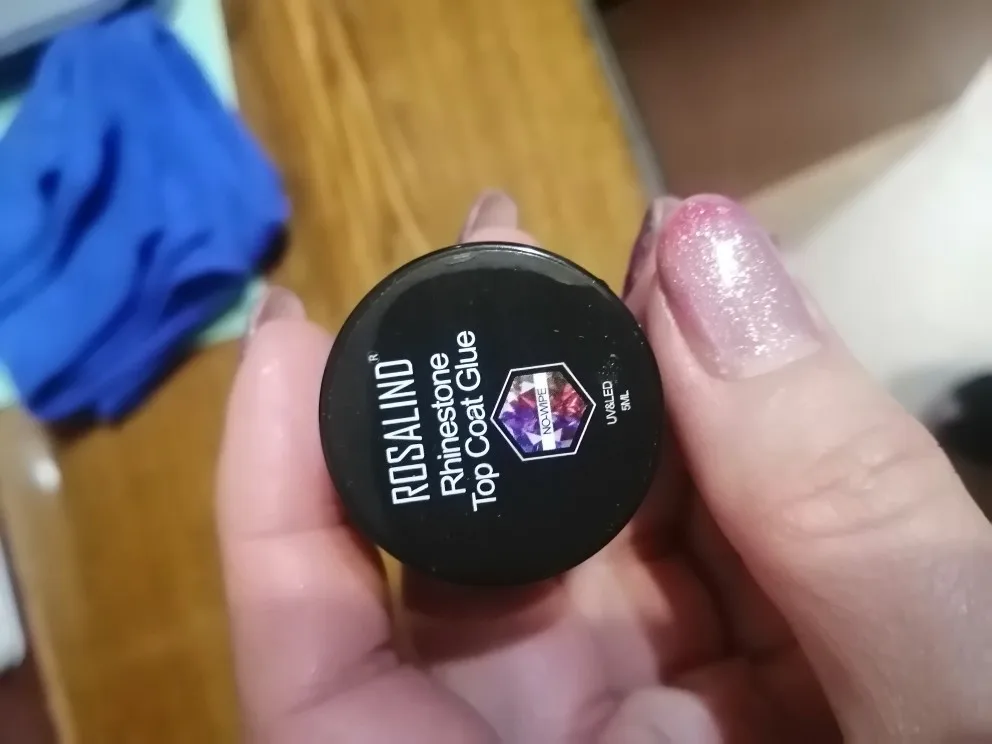 ROSALIND®
Rhinestone
Top Coat Glue
NO-WIPE
UV&LED
5ML